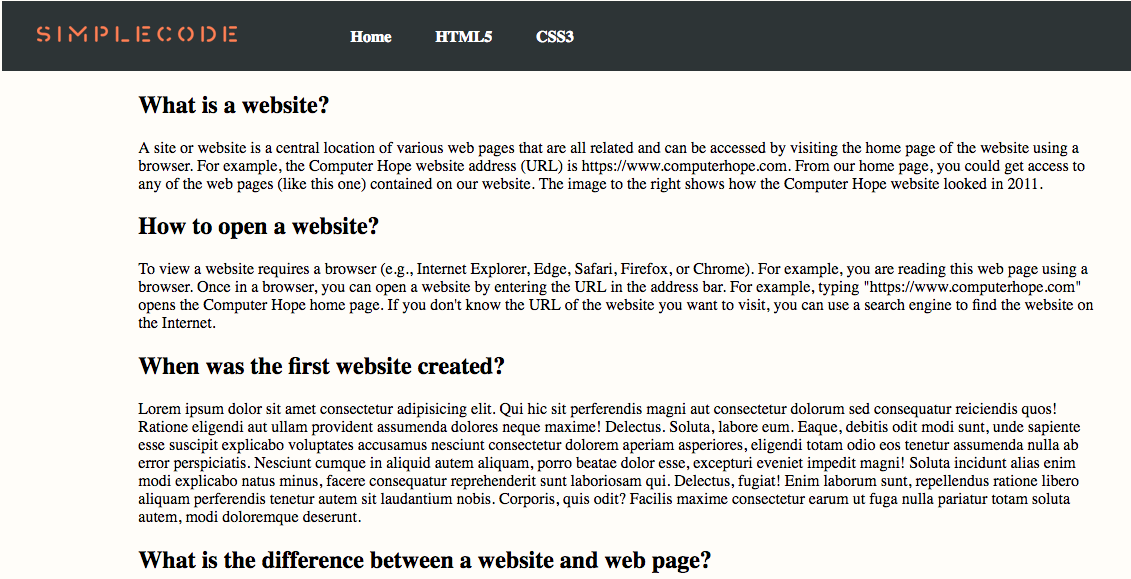 SIMPLECODE Home HTML5 CSS3
What is a website?
A site or website is a central location of various web pages that are all related and can be accessed by visiting the home page of the website using a
browser. For example, the Computer Hope website address (URL) is https://www.computerhope.com. From our home page, you could get access to
any of the web pages (like this one) contained on our website. The image to the right shows how the Computer Hope website looked in 2011.
How to open a website?
To view a website requires a browser (e.g., Internet Explorer, Edge, Safari, Firefox, or Chrome). For example, you are reading this web page using a
browser. Once in a browser, you can open a website by entering the URL in the address bar. For example, typing "https://www.computerhope.com"
opens the Computer Hope home page. If you don't know the URL of the website you want to visit, you can use a search engine to find the website on
the Internet.
When was the first website created?
Lorem ipsum dolor sit amet consectetur adipisicing elit. Qui hic sit perferendis magni aut consectetur dolorum sed consequatur reiciendis quos!
Ratione eligendi aut ullam provident assumenda dolores neque maxime! Delectus. Soluta, labore eum. Eaque, debitis odit modi sunt, unde sapiente
esse suscipit explicabo voluptates accusamus nesciunt consectetur dolorem aperiam asperiores, eligendi totam odio eos tenetur assumenda nulla ab
error perspiciatis. Nesciunt cumque in aliquid autem aliquam, porro beatae dolor esse, excepturi eveniet impedit magni! Soluta incidunt alias enim
modi explicabo natus minus, facere consequatur reprehenderit sunt laboriosam qui. Delectus, fugiat! Enim laborum sunt, repellendus ratione libero
aliquam perferendis tenetur autem sit laudantium nobis. Corporis, quis odit? Facilis maxime consectetur earum ut fuga nulla pariatur totam soluta
autem, modi doloremque deserunt.
What is the difference between a website and web page?